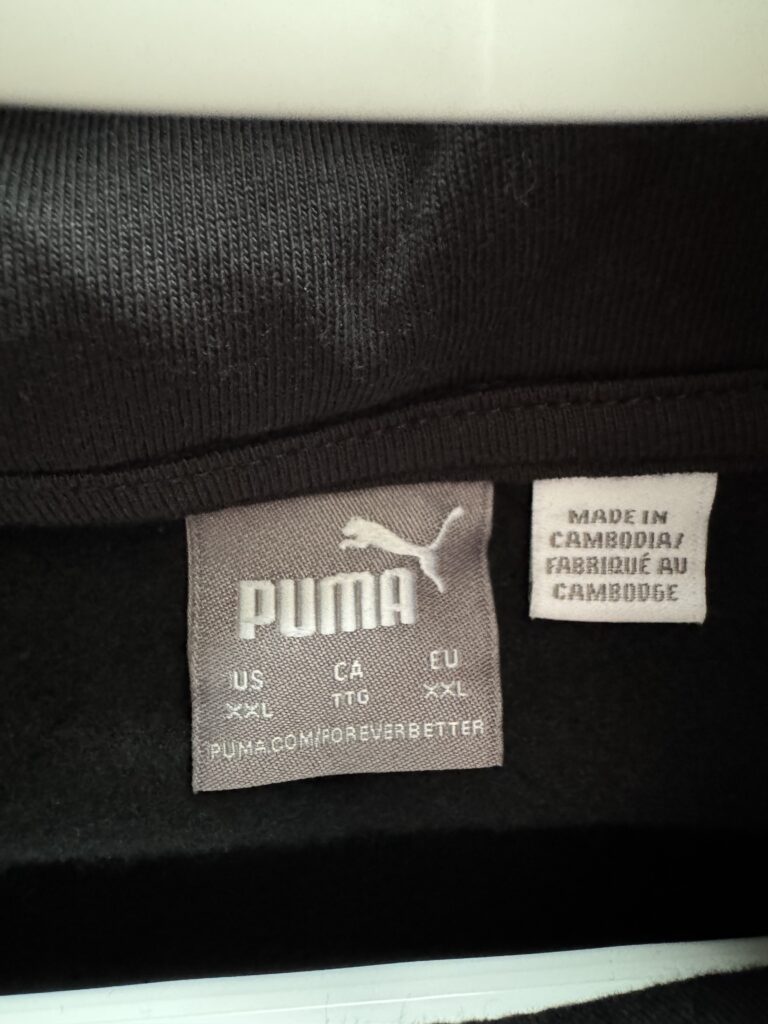 PUMA
US CA EU
XXL TTG XXL
PUMA.COM/FOREVERBETTER
MADE IN
CAMBODIA/
FABRIQUÉ AU
CAMBODGE